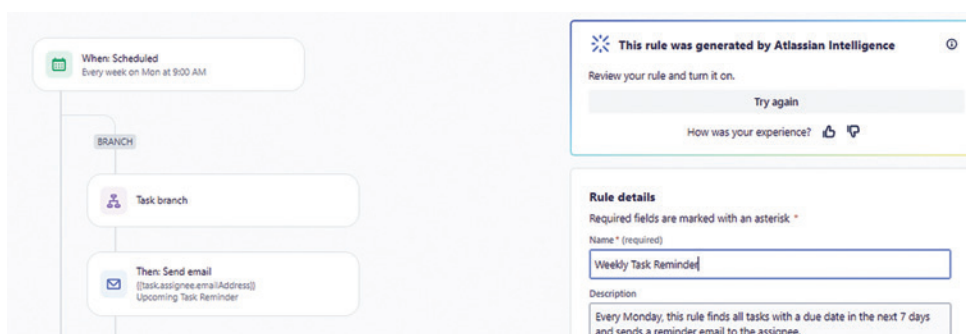 When: Scheduled
Every week on Mon at 9:00 AM
BRANCH
Task branch
Then: Send email
{{task.assignee.emailAddress}}
Upcoming Task Reminder
This rule was generated by Atlassian Intelligence
Review your rule and turn it on.
Try again
How was your experience?
Rule details
Required fields are marked with an asterisk *
Name * (required)
Weekly Task Reminder
Description
Every Monday, this rule finds all tasks with a due date in the next 7 days
and sends a reminder email to the assignee.